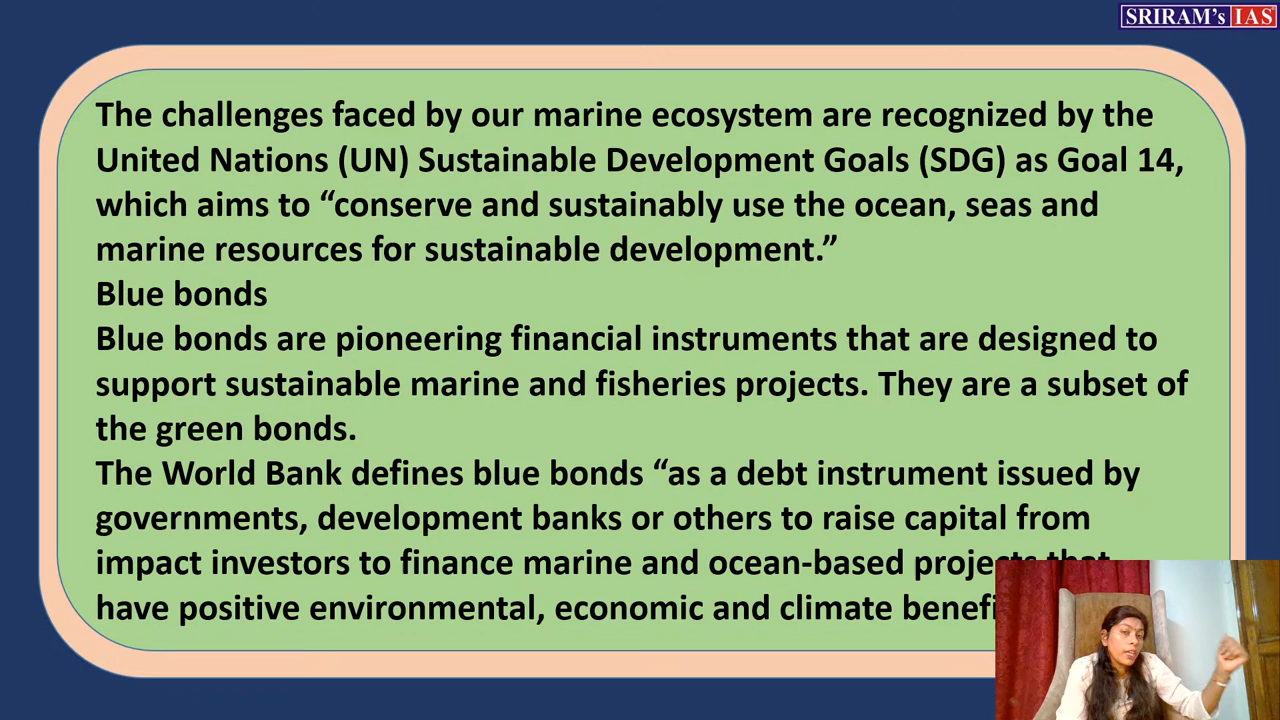 SRIRAM's IAS
The challenges faced by our marine ecosystem are recognized by the
United Nations (UN) Sustainable Development Goals (SDG) as Goal 14,
which aims to “conserve and sustainably use the ocean, seas and
marine resources for sustainable development.”
Blue bonds
Blue bonds are pioneering financial instruments that are designed to
support sustainable marine and fisheries projects. They are a subset of
the green bonds.
The World Bank defines blue bonds “as a debt instrument issued by
governments, development banks or others to raise capital from
impact investors to finance marine and ocean-based projects that
have positive environmental, economic and climate